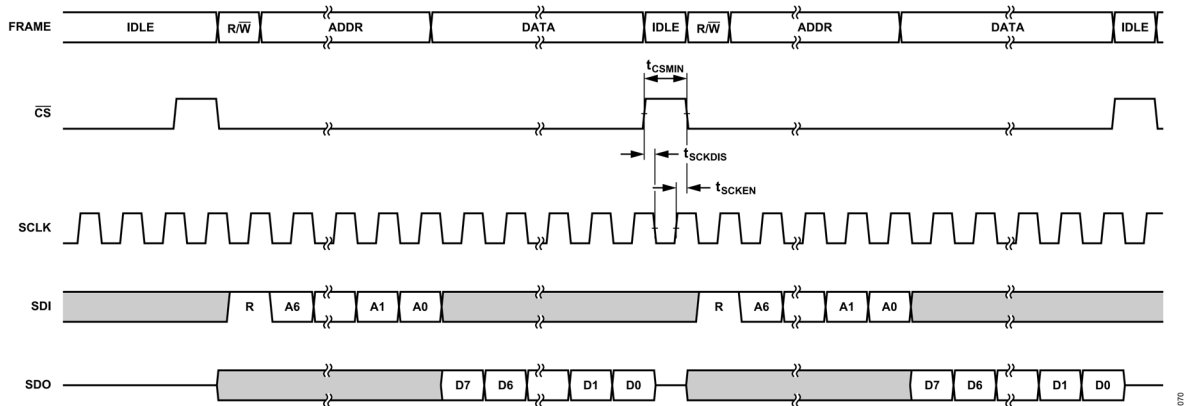 FRAME IDLE R/W̅ ADDR DATA IDLE R/W̅ ADDR DATA IDLE
tCSMIN
C̅S̅
tSCKDIS
tSCKEN
SCLK
SDI R A6 A1 A0 R A6 A1 A0
SDO D7 D6 D1 D0 D7 D6 D1 D0
070